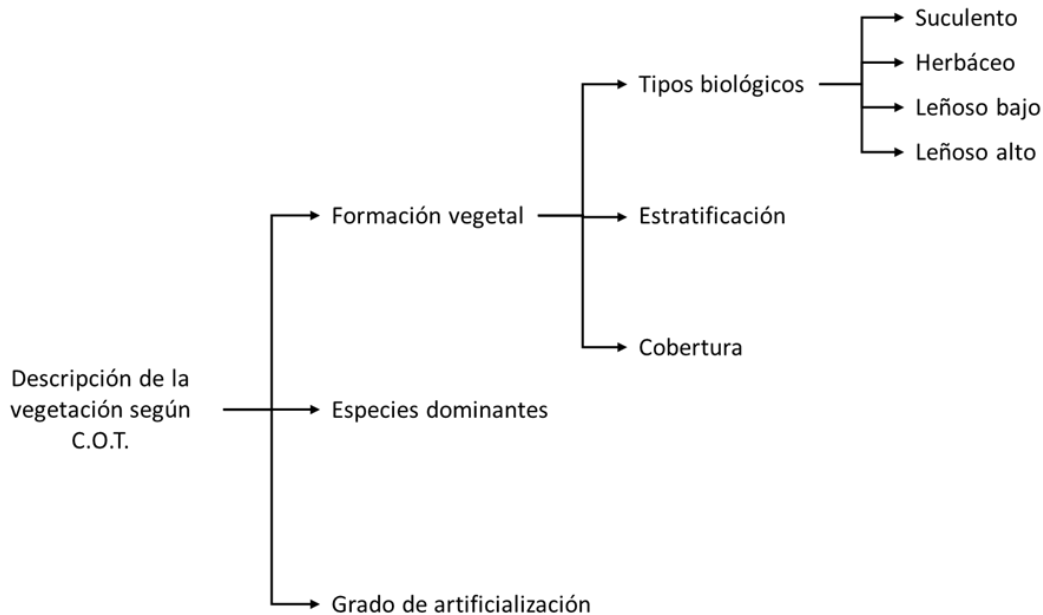 Suculento
Herbáceo
Tipos biológicos
Leñoso bajo
Leñoso alto
Formación vegetal
Estratificación
Cobertura
Descripción de la
vegetación según
C.O.T.
Especies dominantes
Grado de artificialización